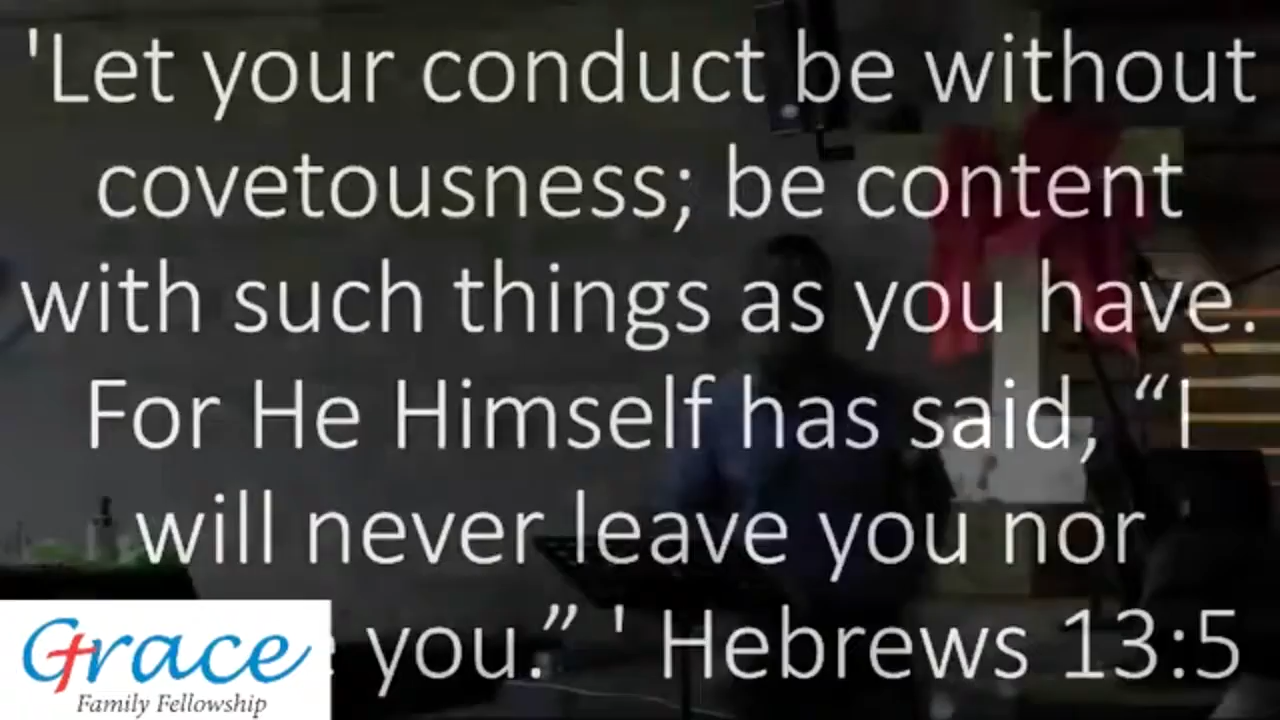 'Let your conduct be without
covetousness; be content
with such things as you have.
For He Himself has said, “I
will never leave you nor
you.” ' Hebrews 13:5
Grace
Family Fellowship